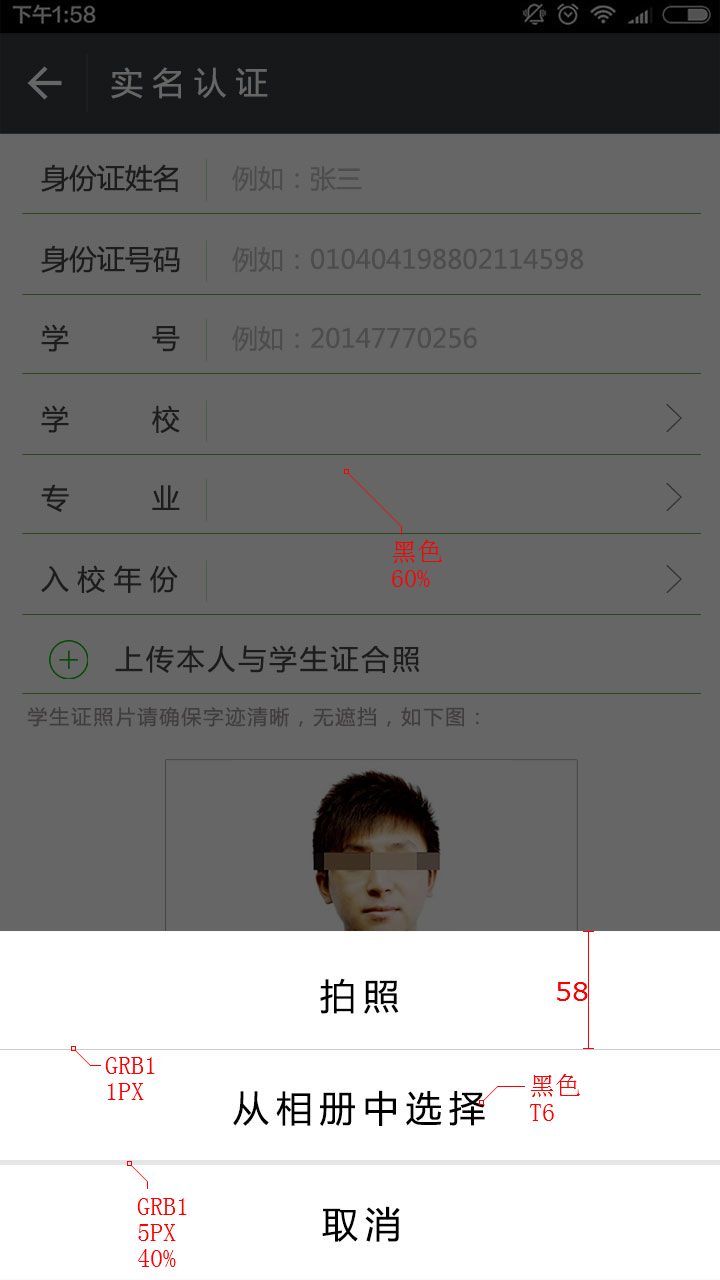 下午1:58
实名认证
身份证姓名 例如：张三
身份证号码 例如：010404198802114598
学 号 例如：20147770256
学 校
专 业
黑色
60%
入校年份
上传本人与学生证合照
学生证照片请确保字迹清晰，无遮挡，如下图：
拍照
58
GRB1
1PX
从相册中选择
黑色
T6
GRB1
5PX
40%
取消